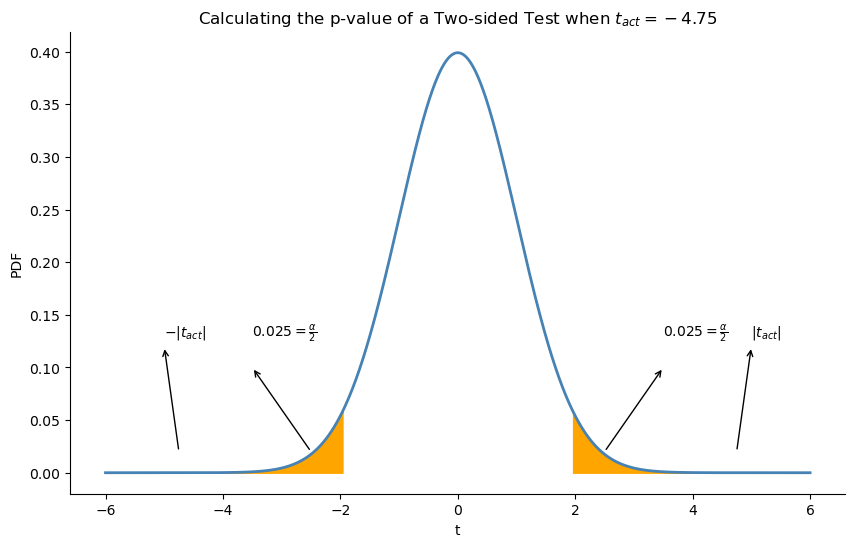 Calculating the p-value of a Two-sided Test when $t_{act} = -4.75$
0.40
0.35
0.30
0.25
0.20
0.15
0.10
0.05
0.00
PDF
$-|t_{act}|$
$0.025 = \frac{\alpha}{2}$
$0.025 = \frac{\alpha}{2}$
$|t_{act}|$
−6 −4 −2 0 2 4 6
t